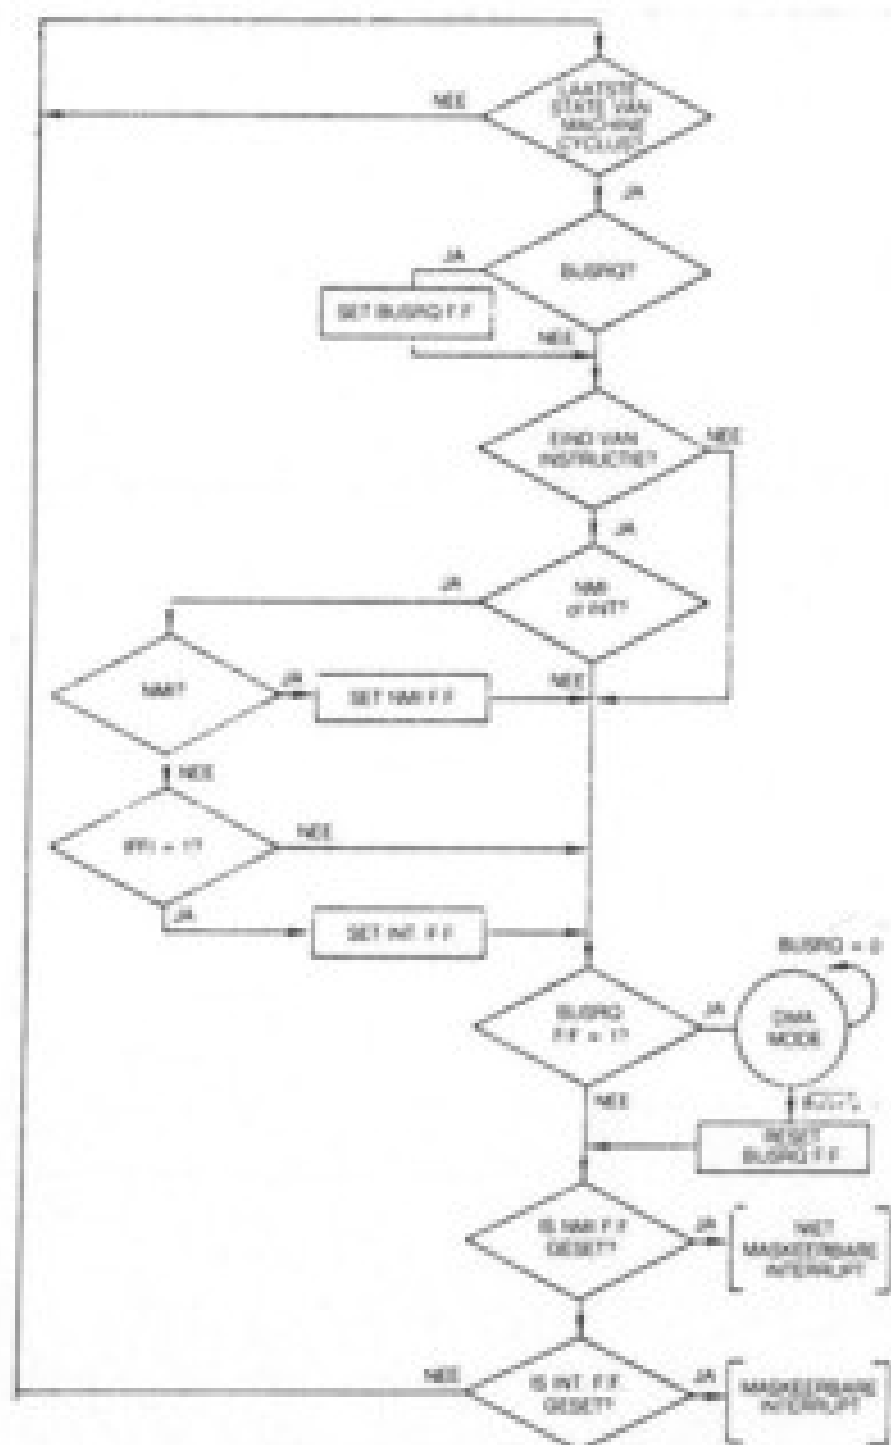 LAATSTE
STATE VAN
MACHINE
CYCLUS?
NEE
JA
BUSRQ?
JA
SET BUSRQ F.F
NEE
EIND VAN
INSTRUCTIE?
NEE
JA
NMI
of INT?
JA
NEE
NMI?
JA
SET NMI F.F
NEE
IFF1 = 1?
NEE
JA
SET INT. F.F
BUSRQ = 0
BUSRQ
F/F = 1?
JA
DMA
MODE
NEE
RESET
BUSRQ F.F
IS NMI F.F
GESET?
JA
NIET
MASKEERBARE
INTERRUPT
NEE
IS INT. F.F.
GESET?
JA
MASKEERBARE
INTERRUPT